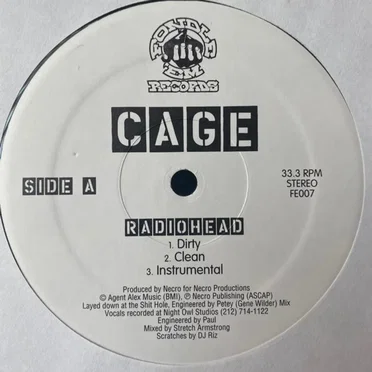 FONDLE
'EM
RECORDS
CAGE
SIDE A
33.3 RPM
STEREO
FE007
RADIOHEAD
1. Dirty
2. Clean
3. Instrumental
Produced by Necro for Necro Productions
© Agent Alex Music (BMI), ℗ Necro Publishing (ASCAP)
Layed down at the Shit Hole, Engineered by Petey (Gene Wilder) Mix
Vocals recorded at Night Owl Studios (212) 714-1122
Engineered by Paul
Mixed by Stretch Armstrong
Scratches by DJ Riz